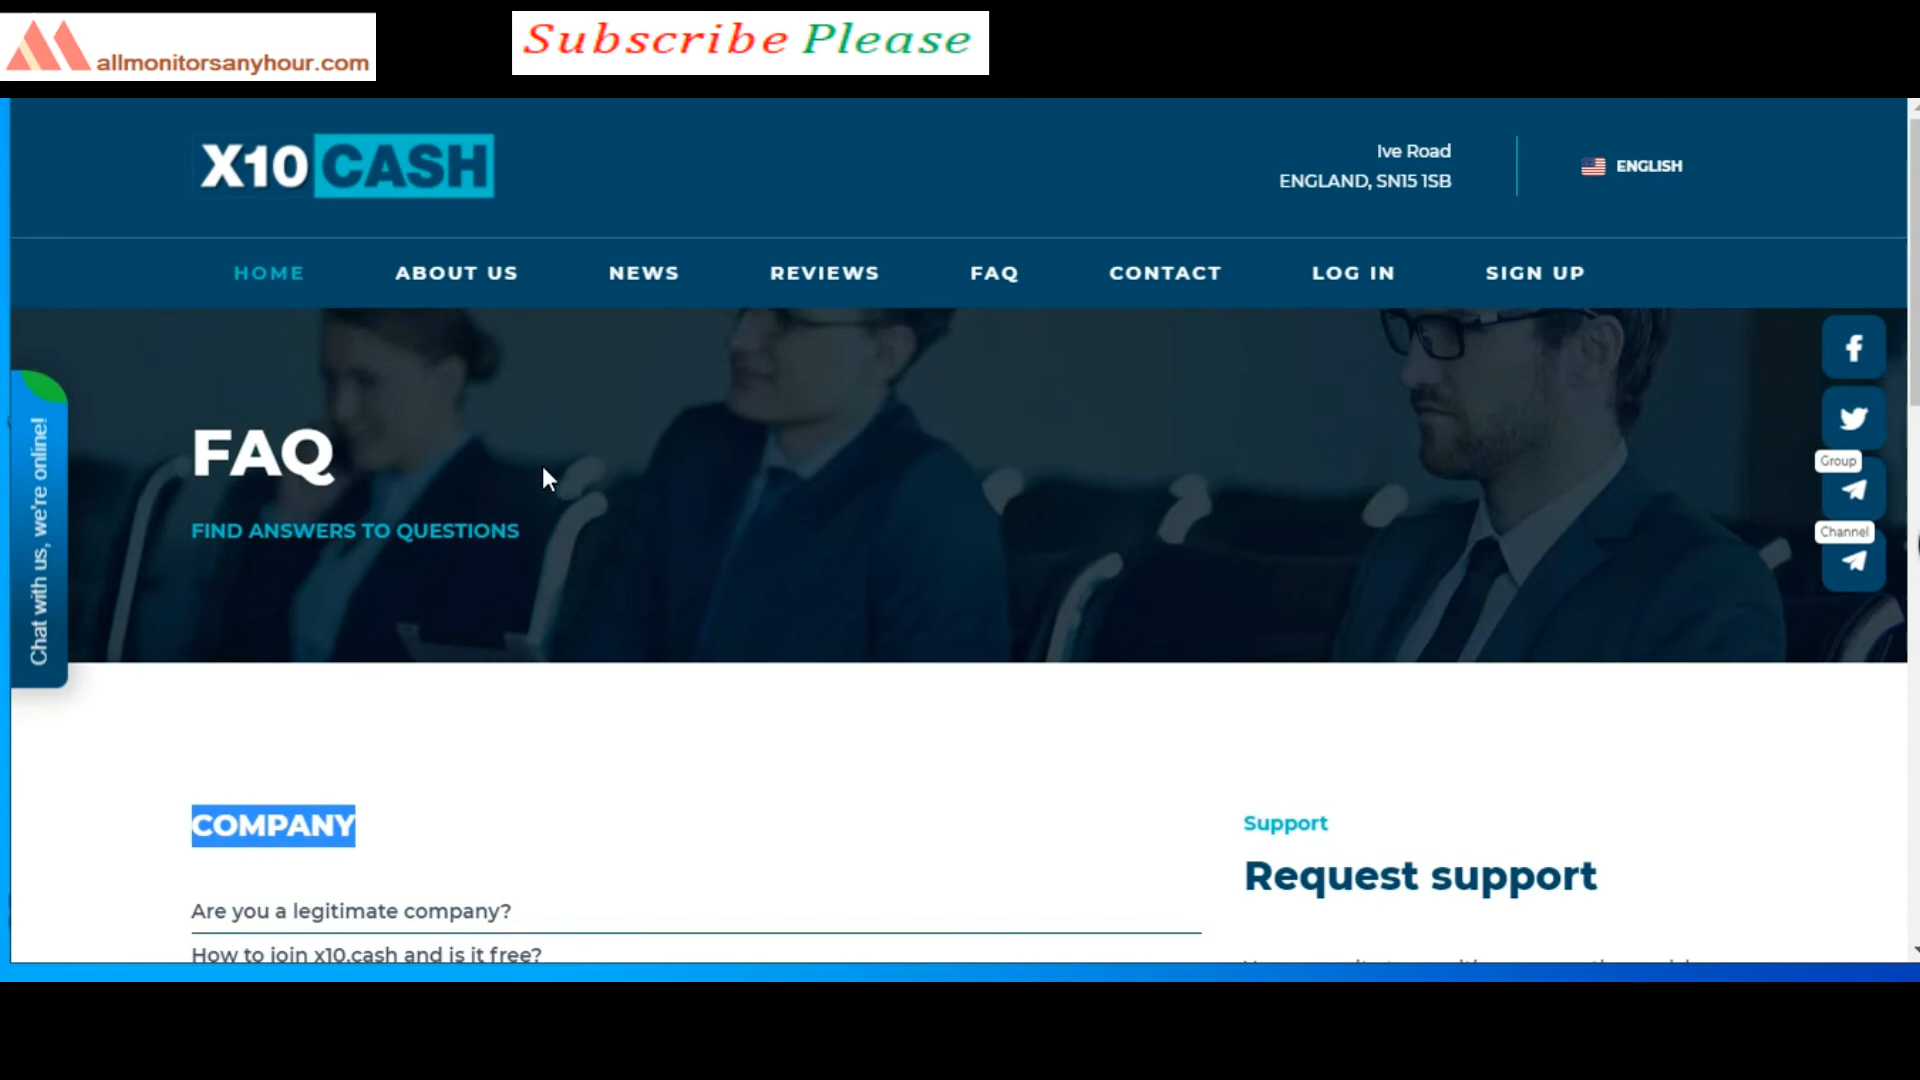 allmonitorsanyhour.com
Subscribe Please
X10 CASH
Ive Road
ENGLAND, SN15 1SB
ENGLISH
HOME ABOUT US NEWS REVIEWS FAQ CONTACT LOG IN SIGN UP
Chat with us, we're online!
FAQ
FIND ANSWERS TO QUESTIONS
Group
Channel
COMPANY
Are you a legitimate company?
How to join x10.cash and is it free?
Support
Request support